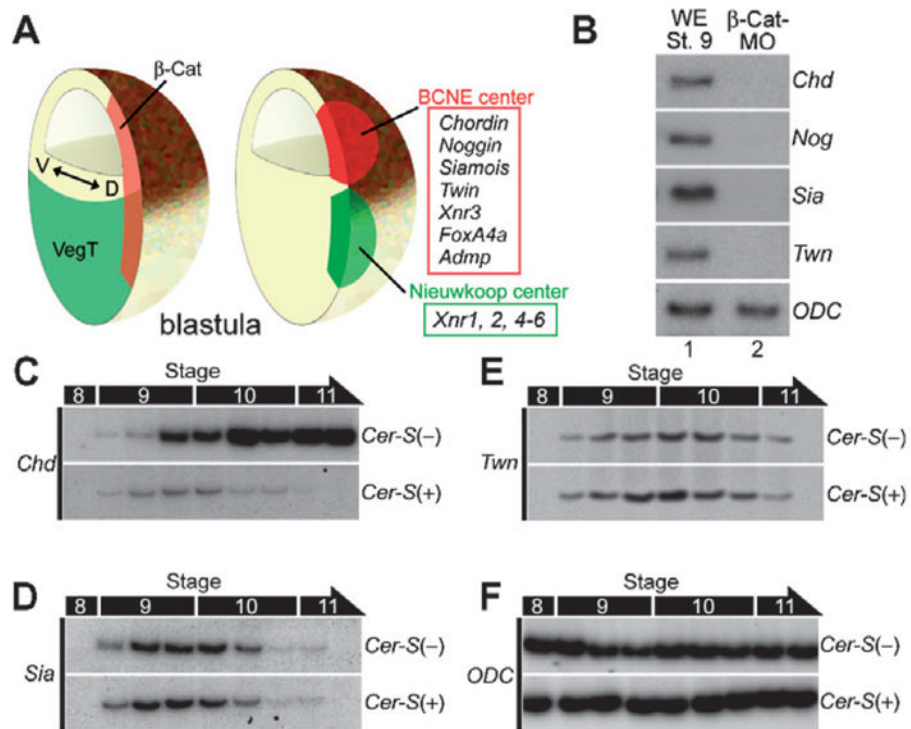 A
β-Cat
V
D
VegT
blastula
BCNE center
Chordin
Noggin
Siamois
Twin
Xnr3
FoxA4a
Admp
Nieuwkoop center
Xnr1, 2, 4-6
B
WE β-Cat-
St. 9 MO
Chd
Nog
Sia
Twn
ODC
1 2
C
Stage
8 9 10 11
Chd
Cer-S(–)
Cer-S(+)
D
Stage
8 9 10 11
Sia
Cer-S(–)
Cer-S(+)
E
Stage
8 9 10 11
Twn
Cer-S(–)
Cer-S(+)
F
Stage
8 9 10 11
ODC
Cer-S(–)
Cer-S(+)